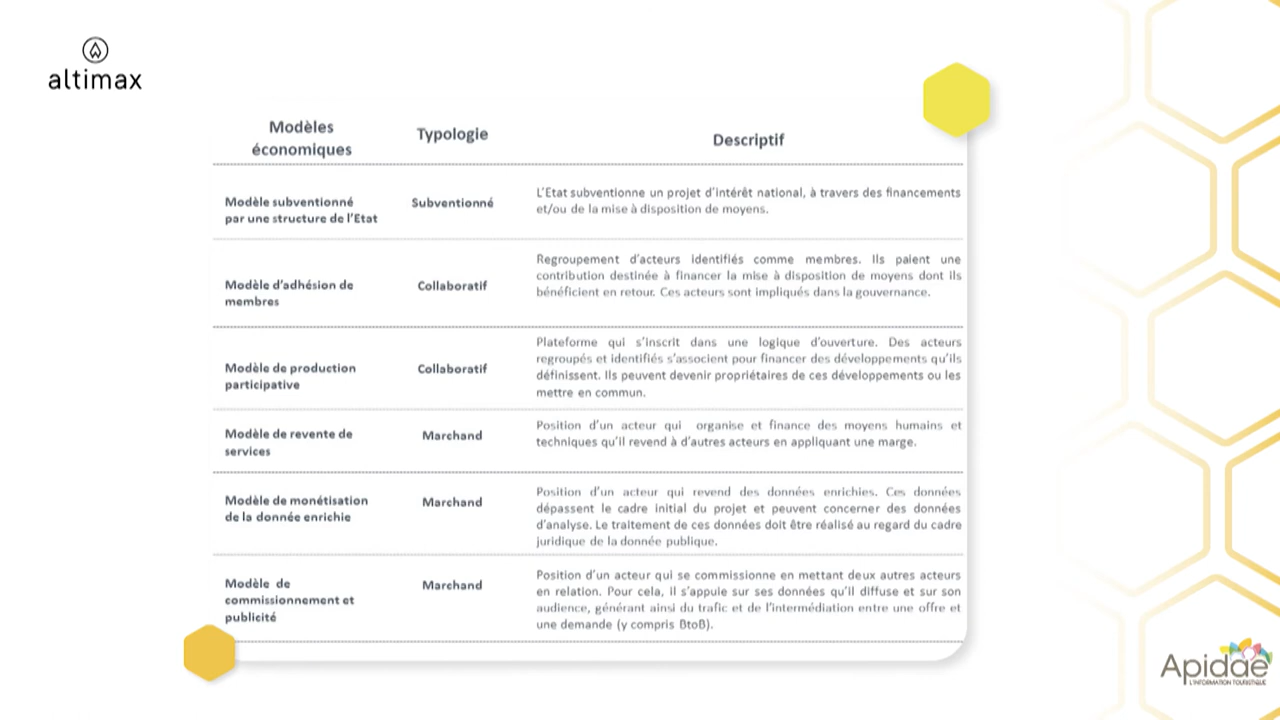 altimax
Modèles
économiques
Typologie
Descriptif
Modèle subventionné
par une structure de l'Etat
Subventionné
L'Etat subventionne un projet d'intérêt national, à travers des financements
et/ou de la mise à disposition de moyens.
Modèle d'adhésion de
membres
Collaboratif
Regroupement d'acteurs identifiés comme membres. Ils paient une
contribution destinée à financer la mise à disposition de moyens dont ils
bénéficient en retour. Ces acteurs sont impliqués dans la gouvernance.
Modèle de production
participative
Collaboratif
Plateforme qui s'inscrit dans une logique d'ouverture. Des acteurs
regroupés et identifiés s'associent pour financer des développements qu'ils
définissent. Ils peuvent devenir propriétaires de ces développements ou les
mettre en commun.
Modèle de revente de
services
Marchand
Position d'un acteur qui organise et finance des moyens humains et
techniques qu'il revend à d'autres acteurs en appliquant une marge.
Modèle de monétisation
de la donnée enrichie
Marchand
Position d'un acteur qui revend des données enrichies. Ces données
dépassent le cadre initial du projet et peuvent concerner des données
d'analyse. Le traitement de ces données doit être réalisé au regard du cadre
juridique de la donnée publique.
Modèle de
commissionnement et
publicité
Marchand
Position d'un acteur qui se commissionne en mettant deux autres acteurs
en relation. Pour cela, il s'appuie sur ses données qu'il diffuse et sur son
audience, générant ainsi du trafic et de l'intermédiation entre une offre et
une demande (y compris BtoB).
Apidae
L'INFORMATION TOURISTIQUE